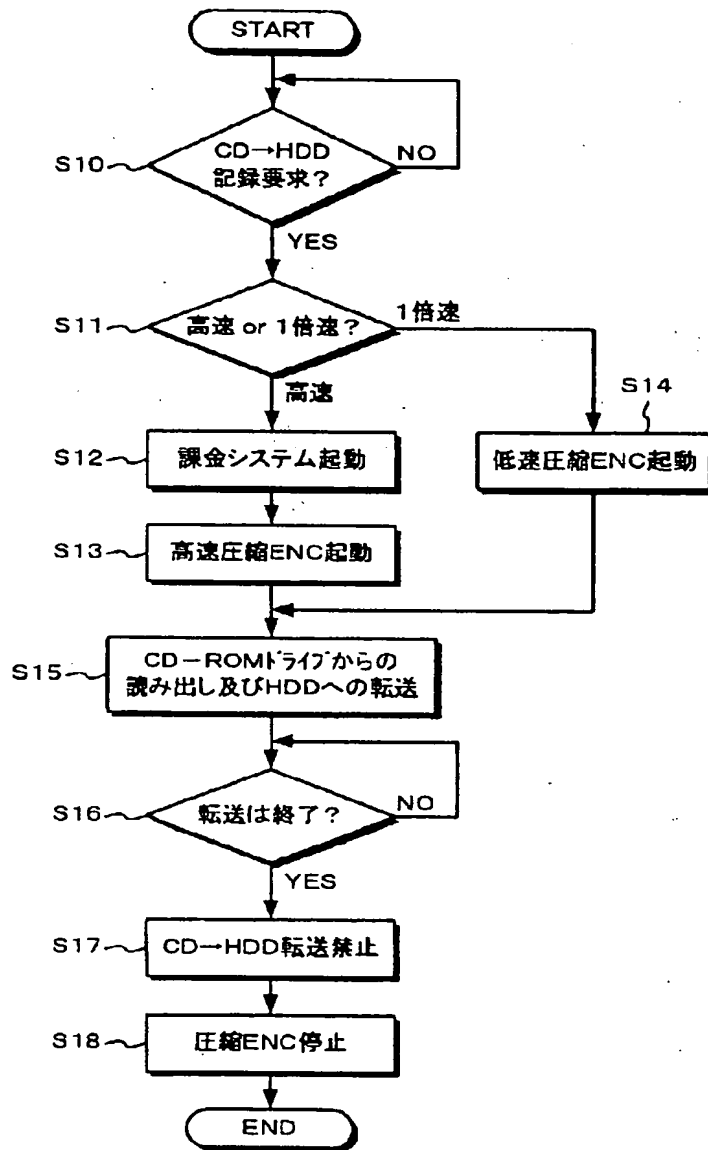 START
S10
CD→HDD
記録要求?
NO
YES
S11
高速 or 1倍速?
1倍速
高速
S14
S12
課金システム起動
低速圧縮ENC起動
S13
高速圧縮ENC起動
S15
CD-ROMドライブからの
読み出し及びHDDへの転送
S16
転送は終了?
NO
YES
S17
CD→HDD転送禁止
S18
圧縮ENC停止
END